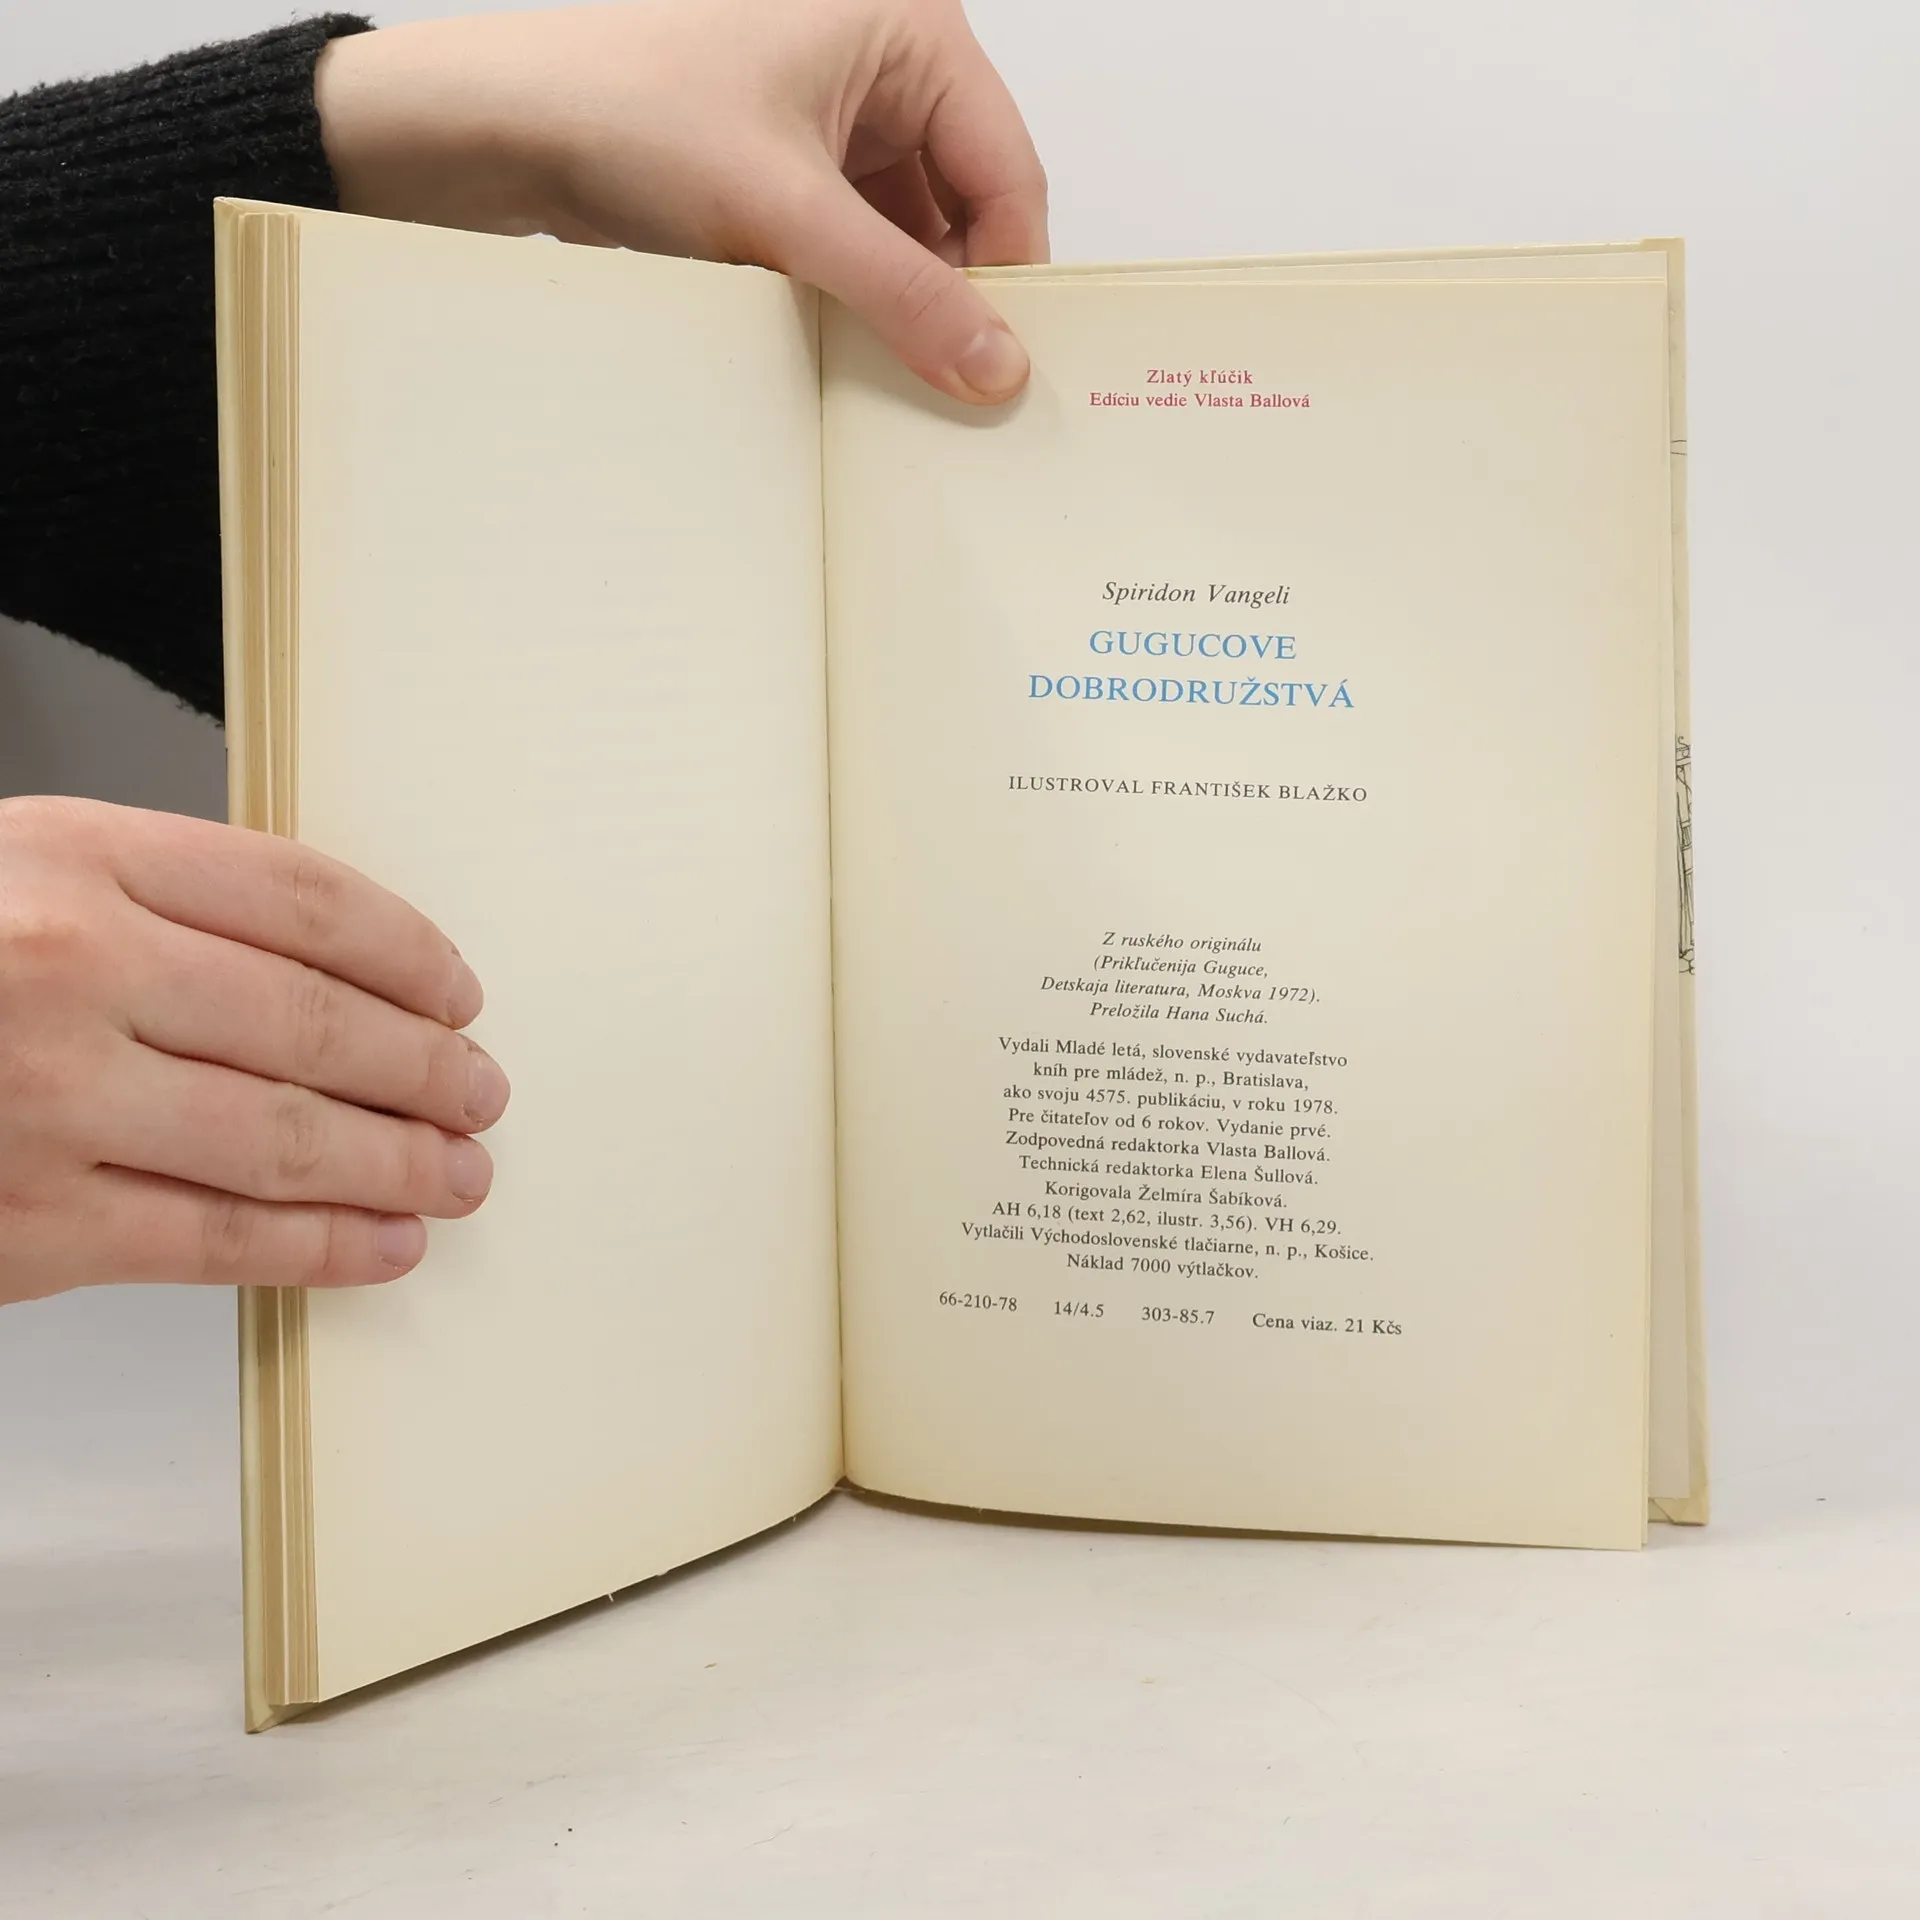 Zlatý kľúčik
Edíciu vedie Vlasta Ballová
Spiridon Vangeli
GUGUCOVE
DOBRODRUŽSTVÁ
ILUSTROVAL FRANTIŠEK BLAŽKO
Z ruského originálu
(Prikľučenija Guguce,
Detskaja literatura, Moskva 1972).
Preložila Hana Suchá.
Vydali Mladé letá, slovenské vydavateľstvo
kníh pre mládež, n. p., Bratislava,
ako svoju 4575. publikáciu, v roku 1978.
Pre čitateľov od 6 rokov. Vydanie prvé.
Zodpovedná redaktorka Vlasta Ballová.
Technická redaktorka Elena Šullová.
Korigovala Želmíra Šabíková.
AH 6,18 (text 2,62, ilustr. 3,56). VH 6,29.
Vytlačili Východoslovenské tlačiarne, n. p., Košice.
Náklad 7000 výtlačkov.
66-210-78 14/4.5 303-85.7 Cena viaz. 21 Kčs